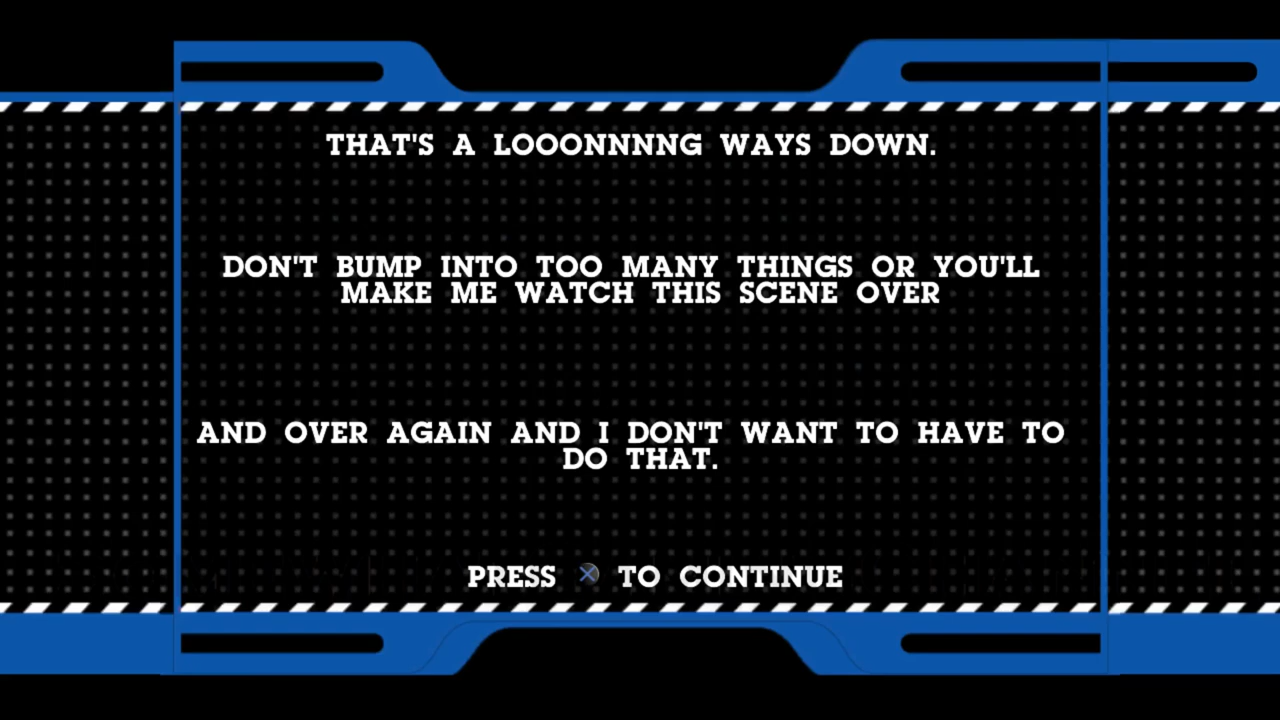 THAT'S A LOOONNNNG WAYS DOWN.
DON'T BUMP INTO TOO MANY THINGS OR YOU'LL
MAKE ME WATCH THIS SCENE OVER
AND OVER AGAIN AND I DON'T WANT TO HAVE TO
DO THAT.
PRESS TO CONTINUE